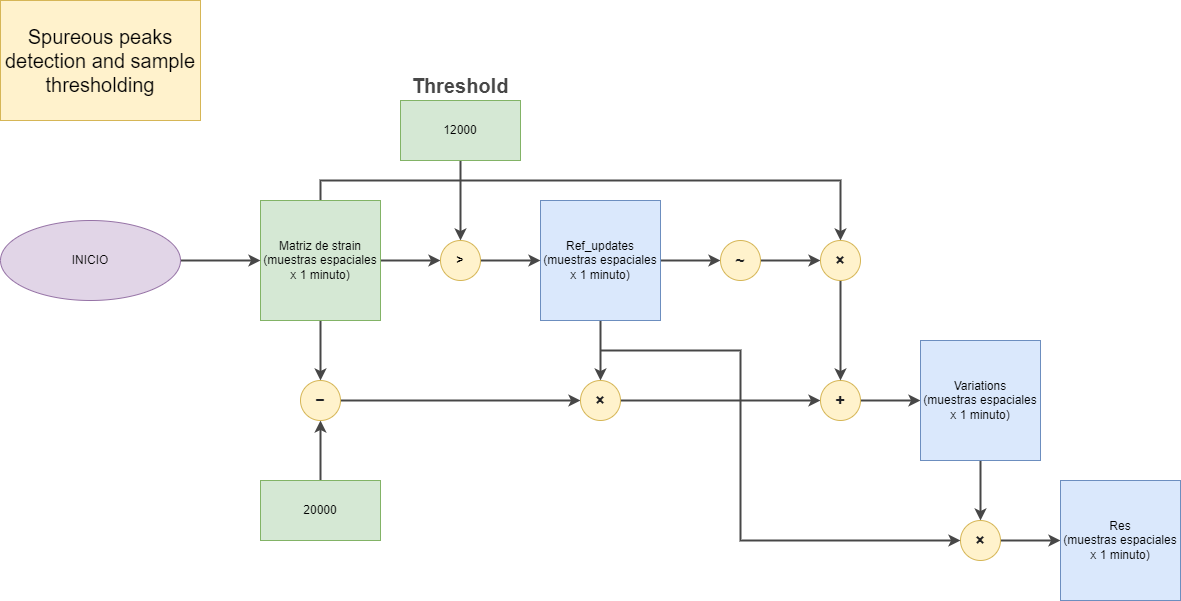 Spureous peaks
detection and sample
thresholding
Threshold
12000
INICIO
Matriz de strain
(muestras espaciales
x 1 minuto)
>
Ref_updates
(muestras espaciales
x 1 minuto)
~
×
−
×
+
Variations
(muestras espaciales
x 1 minuto)
20000
×
Res
(muestras espaciales
x 1 minuto)